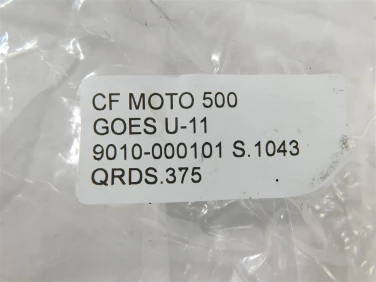 CF MOTO 500
GOES U-11
9010-000101 S.1043
QRDS.375